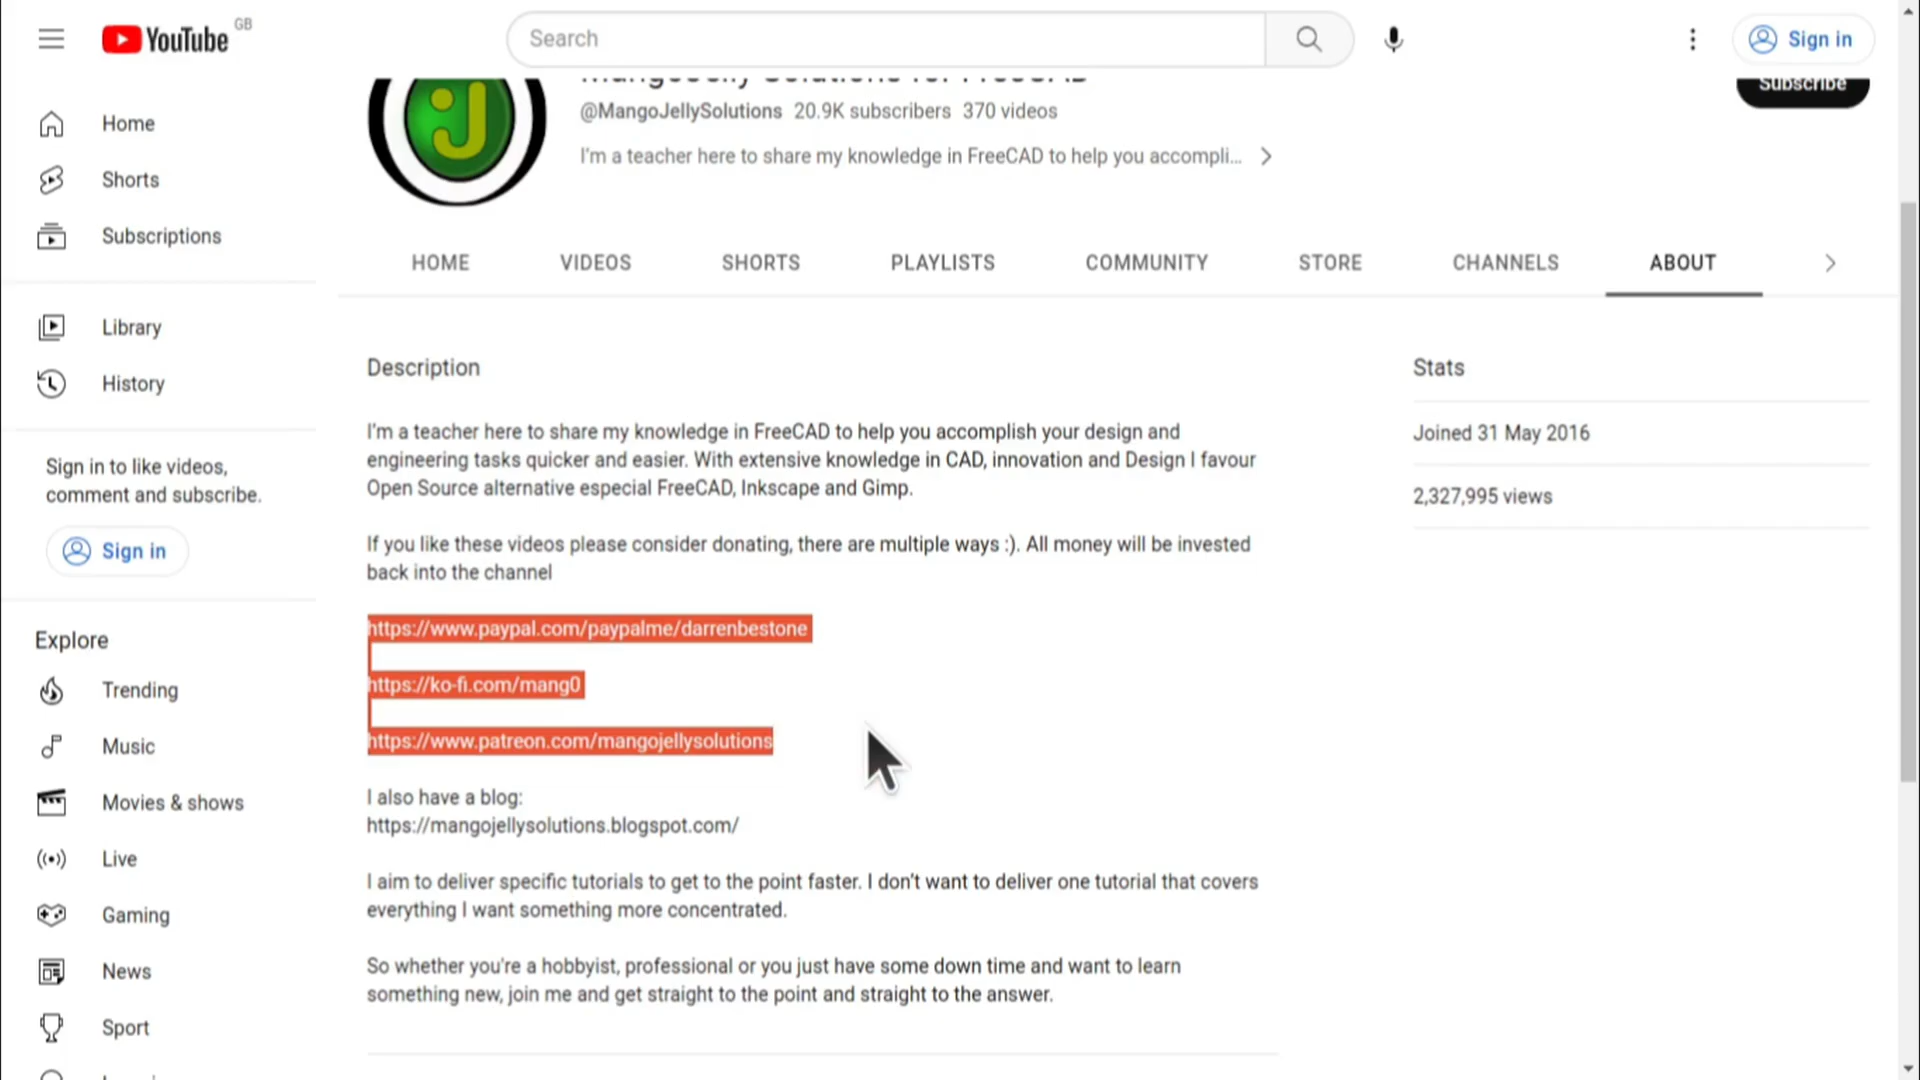 YouTube GB
Search
Sign in
MangoJelly Solutions for FreeCAD
Subscribe
@MangoJellySolutions 20.9K subscribers 370 videos
I'm a teacher here to share my knowledge in FreeCAD to help you accompli...
HOME VIDEOS SHORTS PLAYLISTS COMMUNITY STORE CHANNELS ABOUT
Home
Shorts
Subscriptions
Library
History
Sign in to like videos,
comment and subscribe.
Sign in
Explore
Trending
Music
Movies & shows
Live
Gaming
News
Sport
Description
I'm a teacher here to share my knowledge in FreeCAD to help you accomplish your design and
engineering tasks quicker and easier. With extensive knowledge in CAD, innovation and Design I favour
Open Source alternative especial FreeCAD, Inkscape and Gimp.
If you like these videos please consider donating, there are multiple ways :). All money will be invested
back into the channel
https://www.paypal.com/paypalme/darrenbestone
https://ko-fi.com/mang0
https://www.patreon.com/mangojellysolutions
I also have a blog:
https://mangojellysolutions.blogspot.com/
I aim to deliver specific tutorials to get to the point faster. I don't want to deliver one tutorial that covers
everything I want something more concentrated.
So whether you're a hobbyist, professional or you just have some down time and want to learn
something new, join me and get straight to the point and straight to the answer.
Stats
Joined 31 May 2016
2,327,995 views